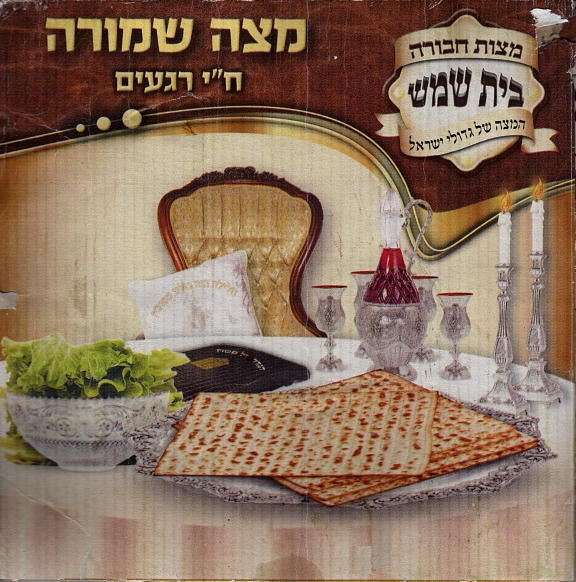 מצה שמורה
ח"י רגעים
מצות חבורה
בית שמש
המצה של גדולי ישראל